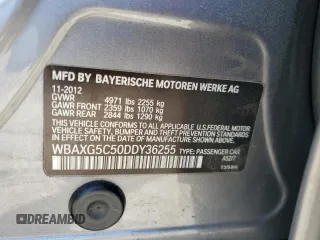 MFD BY BAYERISCHE MOTOREN WERKE AG
11-2012
GVWR 4971 lbs 2255 kg
GAWR FRONT 2359 lbs 1070 kg
GAWR REAR 2844 lbs 1290 kg
THIS VEHICLE CONFORMS TO ALL APPLICABLE
U.S. FEDERAL MOTOR VEHICLE SAFETY, BUMPER,
AND THEFT PREVENTION STANDARDS IN EFFECT
ON THE DATE OF MANUFACTURE SHOWN ABOVE.
WBAXG5C50DDY36255
TYPE: PASSENGER CAR
A52/7
DREAMBID